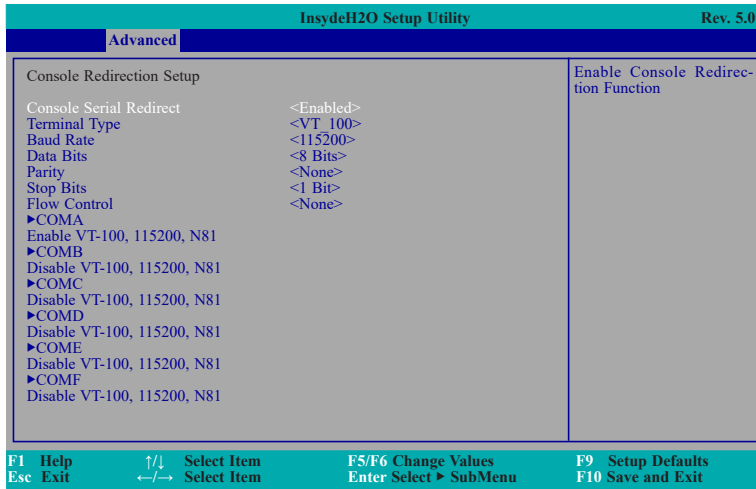 InsydeH2O Setup Utility Rev. 5.0
Advanced
Console Redirection Setup
Console Serial Redirect <Enabled>
Terminal Type <VT_100>
Baud Rate <115200>
Data Bits <8 Bits>
Parity <None>
Stop Bits <1 Bit>
Flow Control <None>
►COMA
Enable VT-100, 115200, N81
►COMB
Disable VT-100, 115200, N81
►COMC
Disable VT-100, 115200, N81
►COMD
Disable VT-100, 115200, N81
►COME
Disable VT-100, 115200, N81
►COMF
Disable VT-100, 115200, N81
Enable Console Redirec-
tion Function
F1 Help ↑/↓ Select Item F5/F6 Change Values F9 Setup Defaults
Esc Exit ←/→ Select Item Enter Select ► SubMenu F10 Save and Exit